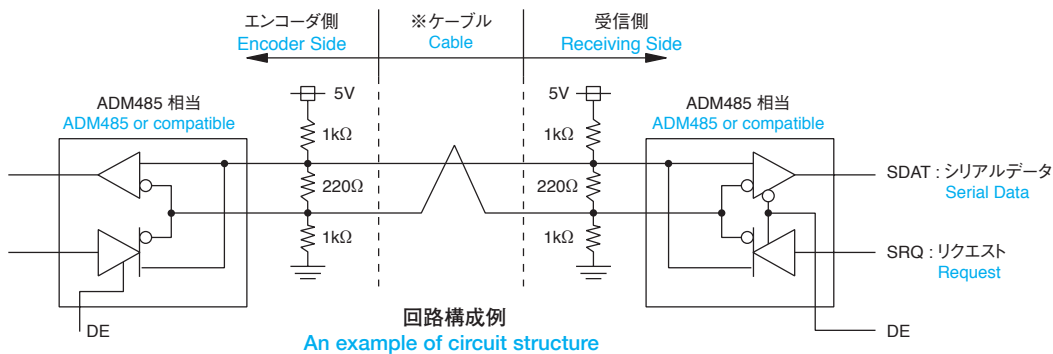 エンコーダ側
Encoder Side
※ケーブル
Cable
受信側
Receiving Side
ADM485 相当
ADM485 or compatible
5V
1kΩ
220Ω
1kΩ
DE
5V
1kΩ
220Ω
1kΩ
ADM485 相当
ADM485 or compatible
SDAT : シリアルデータ
Serial Data
SRQ : リクエスト
Request
DE
回路構成例
An example of circuit structure